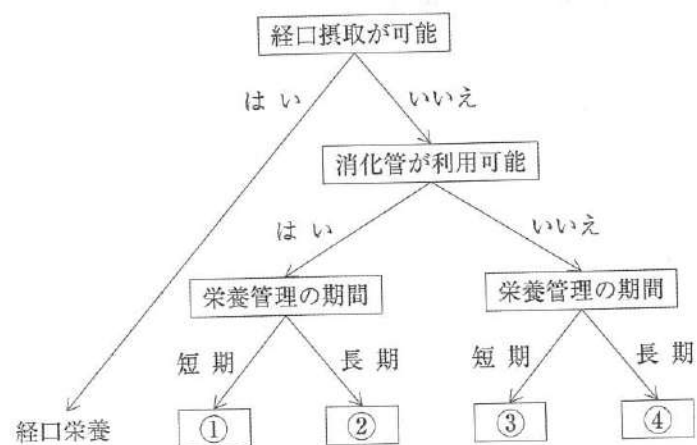 経口摂取が可能
はい
いいえ
消化管が利用可能
はい
いいえ
栄養管理の期間
栄養管理の期間
短期
長期
短期
長期
経口栄養
①
②
③
④